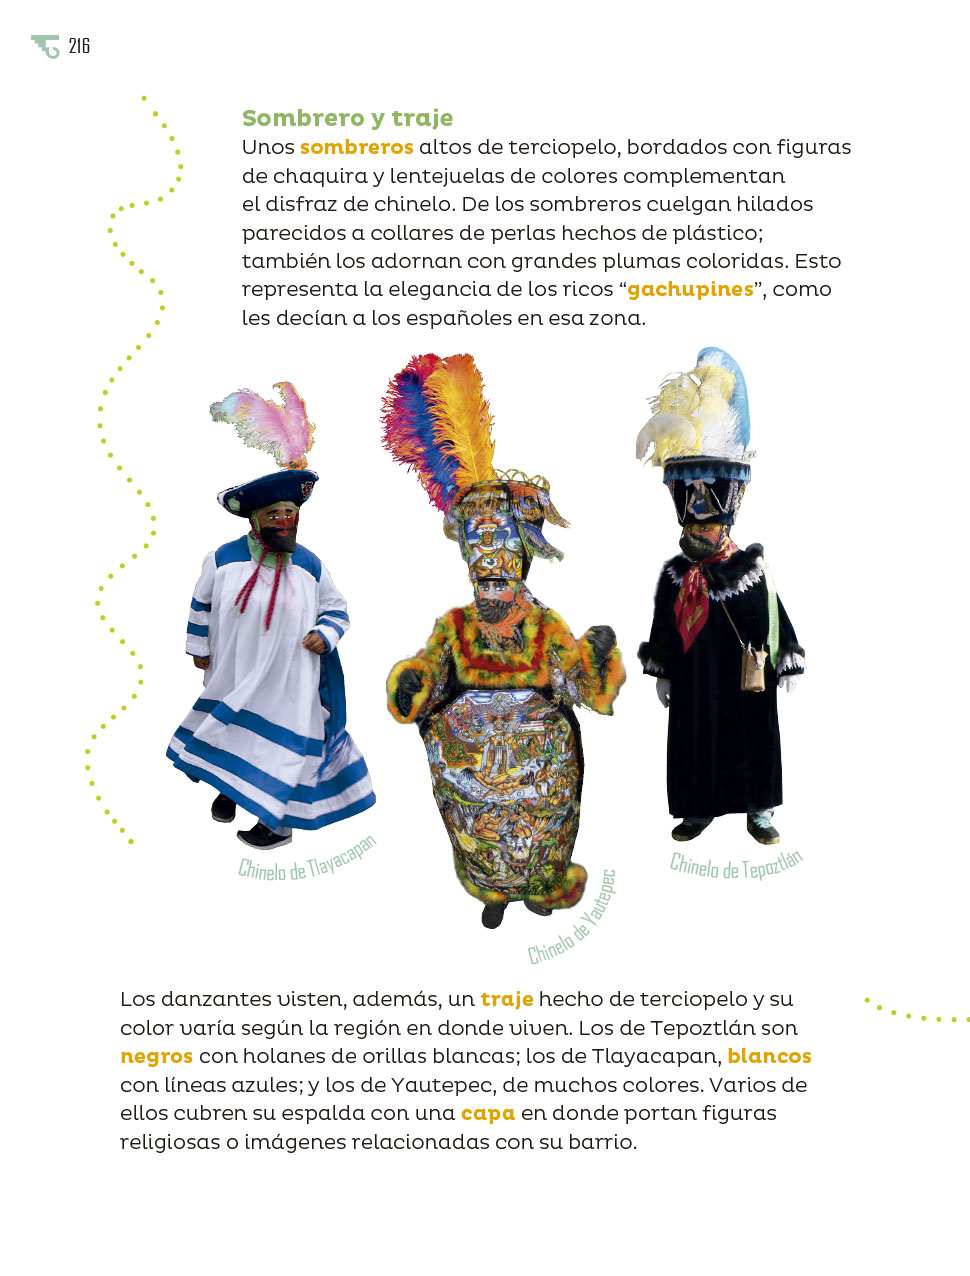 216
Sombrero y traje
Unos sombreros altos de terciopelo, bordados con figuras
de chaquira y lentejuelas de colores complementan
el disfraz de chinelo. De los sombreros cuelgan hilados
parecidos a collares de perlas hechos de plástico;
también los adornan con grandes plumas coloridas. Esto
representa la elegancia de los ricos “gachupines”, como
les decían a los españoles en esa zona.
Chinelo de Tlayacapan
Chinelo de Yautepec
Chinelo de Tepoztlán
Los danzantes visten, además, un traje hecho de terciopelo y su
color varía según la región en donde viven. Los de Tepoztlán son
negros con holanes de orillas blancas; los de Tlayacapan, blancos
con líneas azules; y los de Yautepec, de muchos colores. Varios de
ellos cubren su espalda con una capa en donde portan figuras
religiosas o imágenes relacionadas con su barrio.